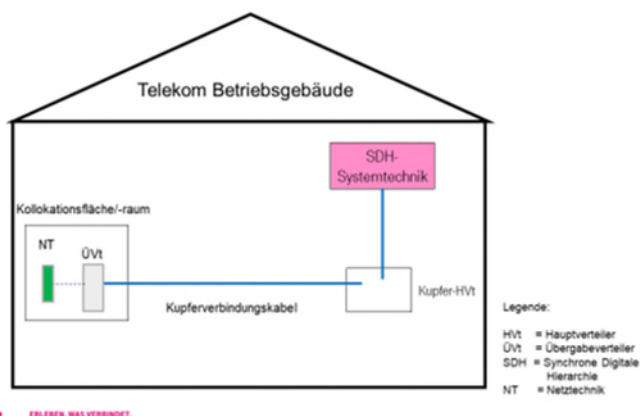 Telekom Betriebsgebäude
SDH-
Systemtechnik
Kollokationsfläche/-raum
NT
ÜVt
Kupfer-HVt
Kupferverbindungskabel
Legende:
HVt = Hauptverteiler
ÜVt = Übergabeverteiler
SDH = Synchrone Digitale
Hierarchie
NT = Netztechnik
ERLEBEN, WAS VERBINDET.